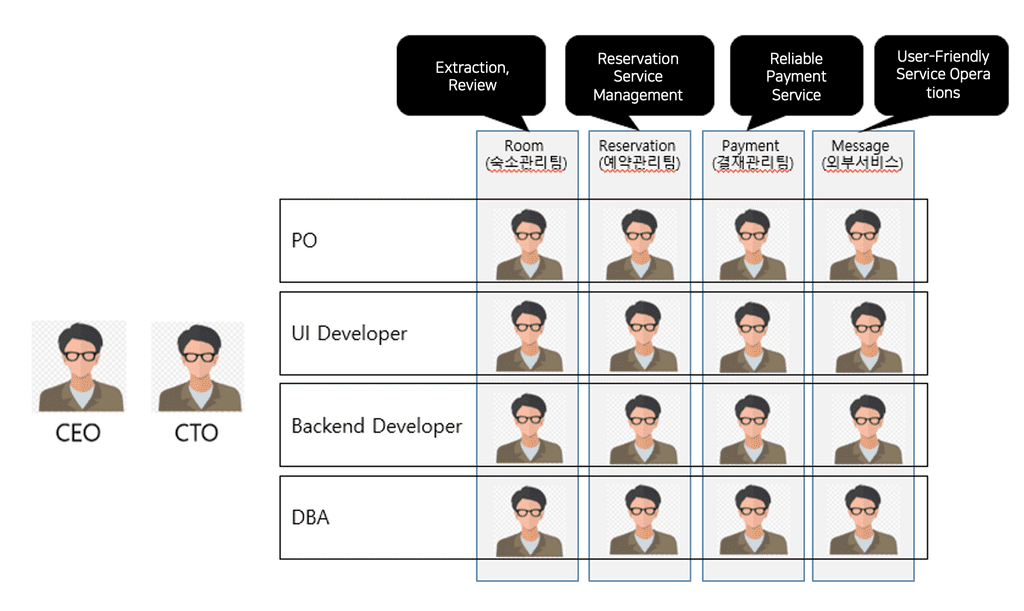 Extraction,
Review
Reservation
Service
Management
Reliable
Payment
Service
User-Friendly
Service Opera
tions
Room
(숙소관리팀)
Reservation
(예약관리팀)
Payment
(결재관리팀)
Message
(외부서비스)
PO
UI Developer
Backend Developer
DBA
CEO
CTO